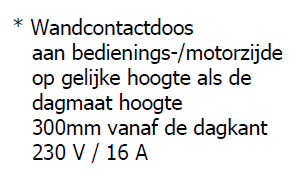 * Wandcontactdoos
aan bedienings-/motorzijde
op gelijke hoogte als de
dagmaat hoogte
300mm vanaf de dagkant
230 V / 16 A